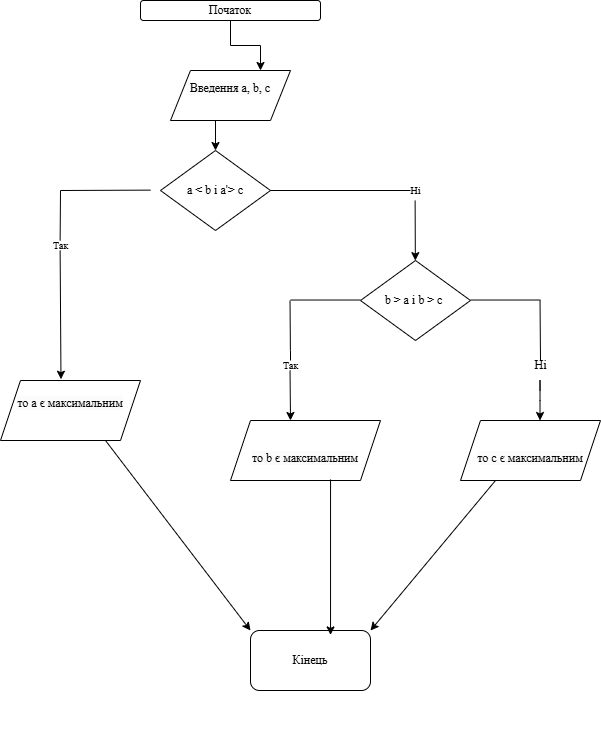 Початок
Введення a, b, c
a < b і a'> c
Ні
Так
b > a і b > c
Так
Ні
то a є максимальним
то b є максимальним
то c є максимальним
Кінець